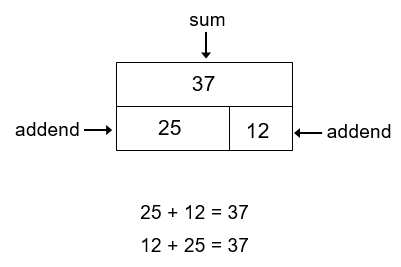 sum
37
addend 25 12 addend
25 + 12 = 37
12 + 25 = 37